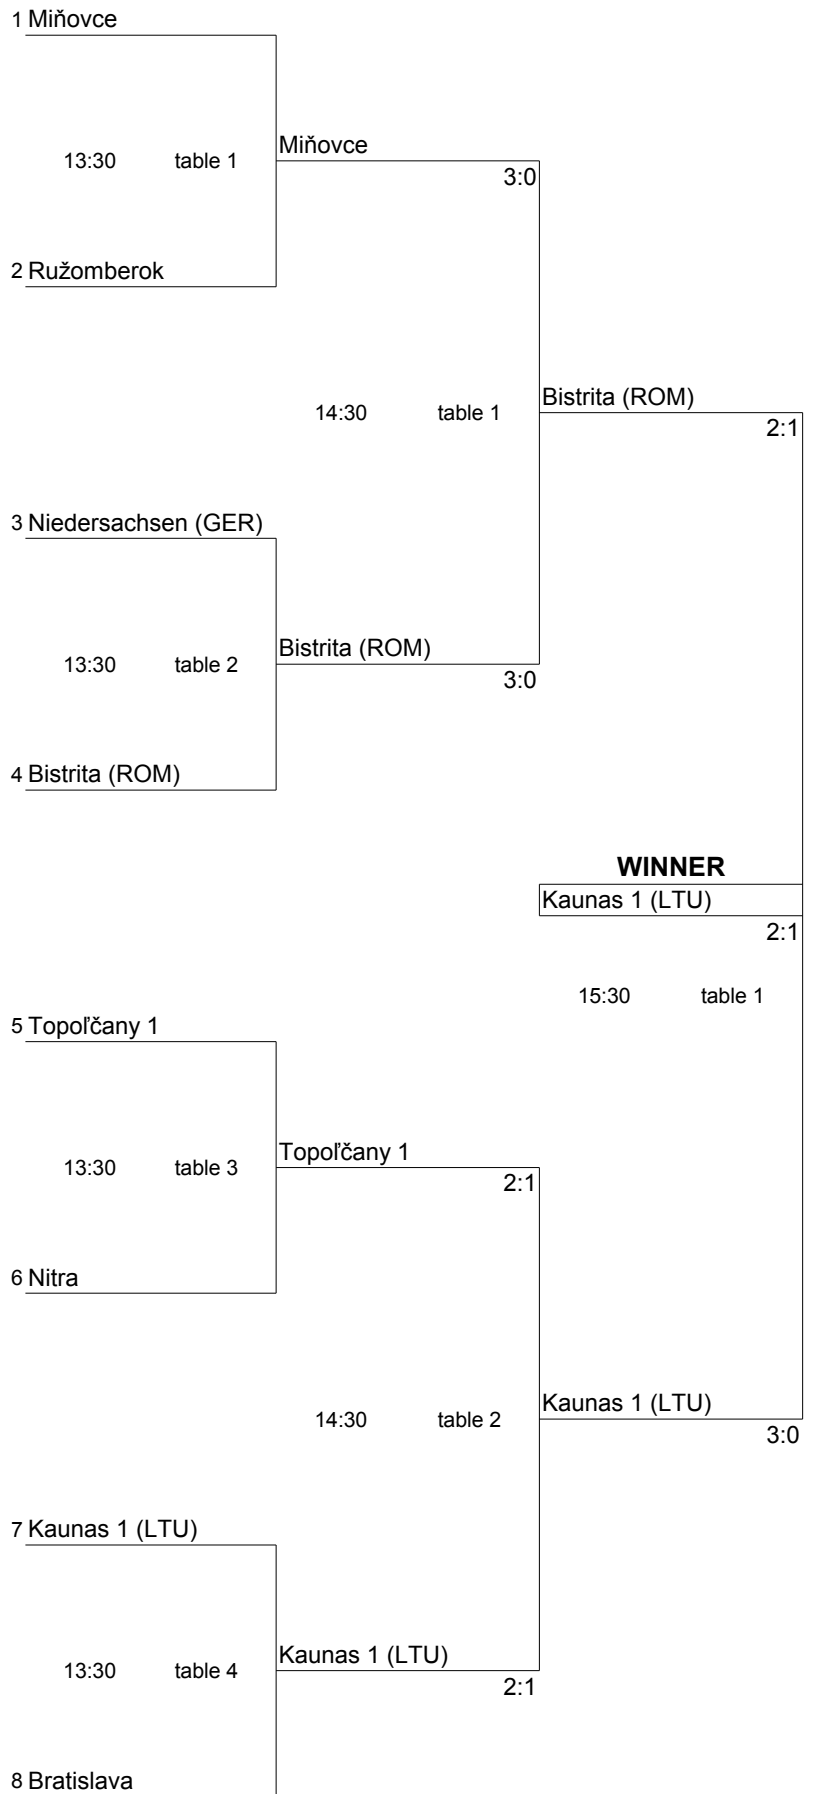 1 Miňovce
13:30 table 1
Miňovce
3:0
2 Ružomberok
14:30 table 1
Bistrita (ROM)
2:1
3 Niedersachsen (GER)
13:30 table 2
Bistrita (ROM)
3:0
4 Bistrita (ROM)
WINNER
Kaunas 1 (LTU)
2:1
15:30 table 1
5 Topoľčany 1
13:30 table 3
Topoľčany 1
2:1
6 Nitra
14:30 table 2
Kaunas 1 (LTU)
3:0
7 Kaunas 1 (LTU)
13:30 table 4
Kaunas 1 (LTU)
2:1
8 Bratislava